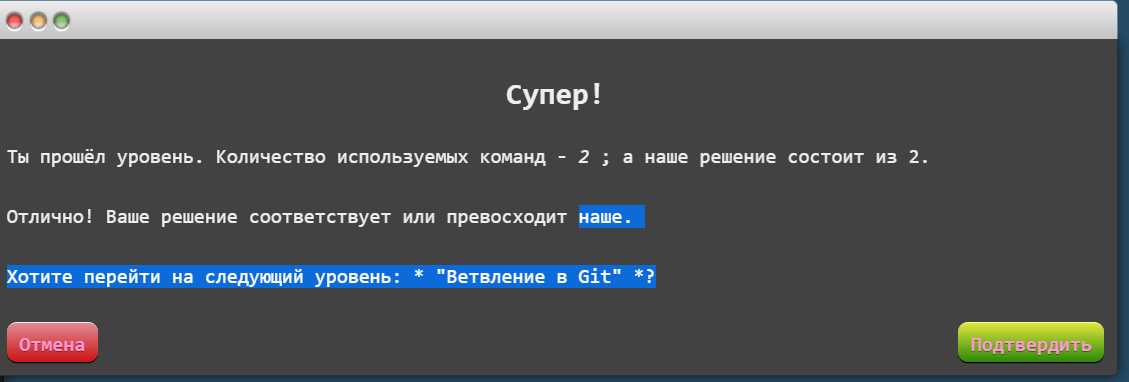 Супер!
Ты прошёл уровень. Количество используемых команд - 2 ; а наше решение состоит из 2.
Отлично! Ваше решение соответствует или превосходит наше.
Хотите перейти на следующий уровень: * "Ветвление в Git" *?
Отмена
Подтвердить